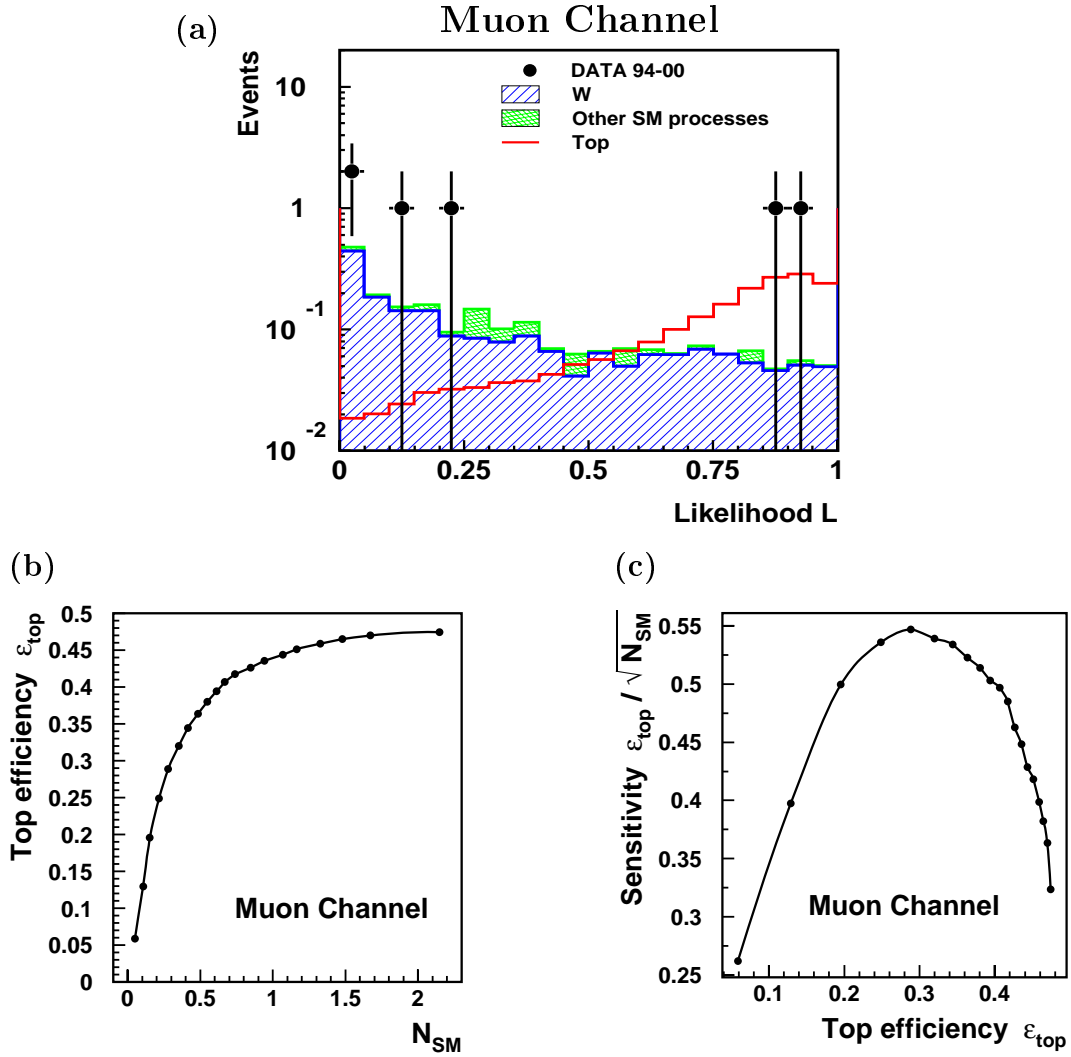 Muon Channel
(a)
Events
10
1
10 -1
10 -2
DATA 94-00
W
Other SM processes
Top
0 0.25 0.5 0.75 1
Likelihood L
(b)
Top efficiency ε_top
0.5
0.45
0.4
0.35
0.3
0.25
0.2
0.15
0.1
0.05
0
Muon Channel
0 0.5 1 1.5 2
N_SM
(c)
Sensitivity ε_top / √N_SM
0.55
0.5
0.45
0.4
0.35
0.3
0.25
Muon Channel
0.1 0.2 0.3 0.4
Top efficiency ε_top